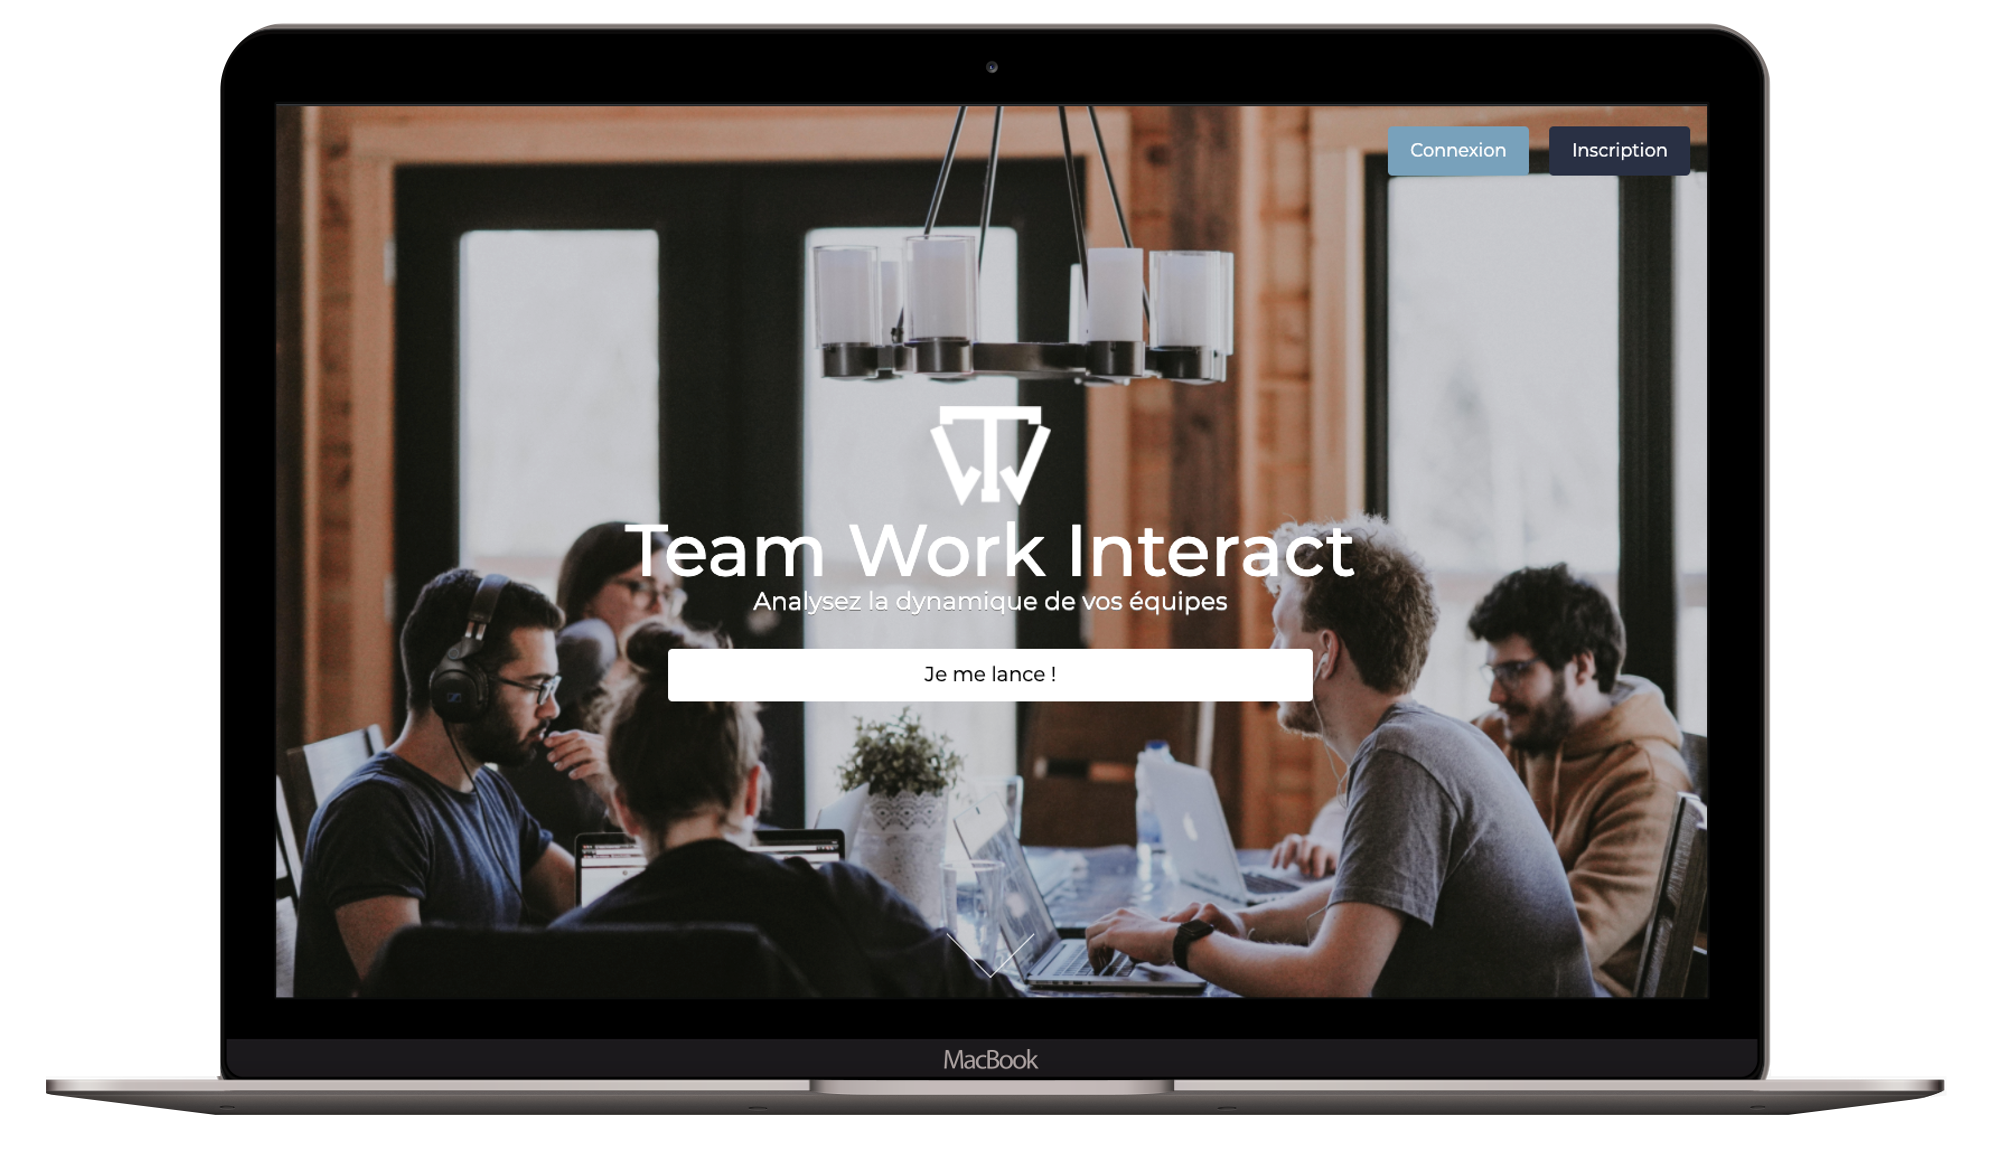 Connexion
Inscription
Team Work Interact
Analysez la dynamique de vos équipes
Je me lance !
MacBook